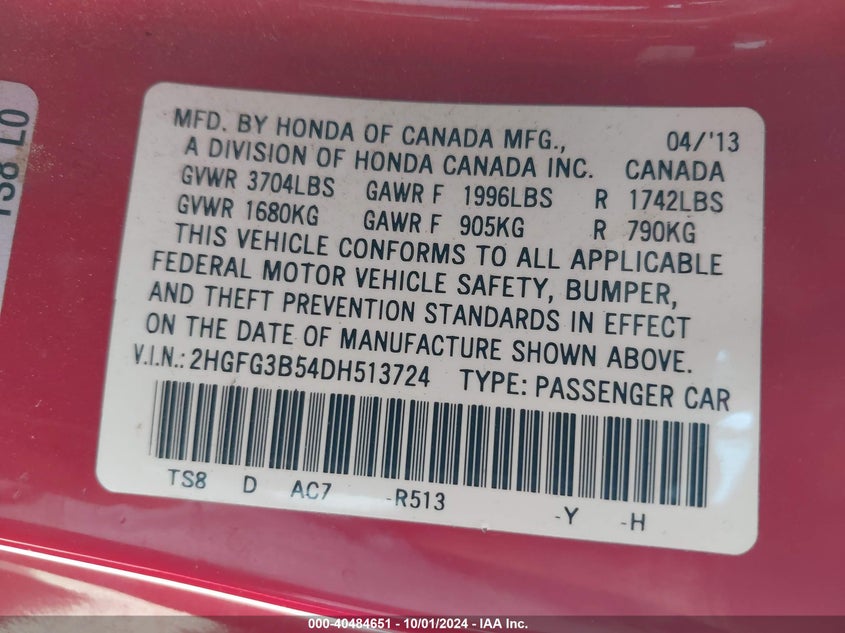 TS8 LO
MFD. BY HONDA OF CANADA MFG., 04/'13
A DIVISION OF HONDA CANADA INC. CANADA
GVWR 3704LBS GAWR F 1996LBS R 1742LBS
GVWR 1680KG GAWR F 905KG R 790KG
THIS VEHICLE CONFORMS TO ALL APPLICABLE
FEDERAL MOTOR VEHICLE SAFETY, BUMPER,
AND THEFT PREVENTION STANDARDS IN EFFECT
ON THE DATE OF MANUFACTURE SHOWN ABOVE.
V.I.N.: 2HGFG3B54DH513724 TYPE: PASSENGER CAR
TS8 D AC7 -R513 -Y -H
000-40484651 - 10/01/2024 - IAA Inc.